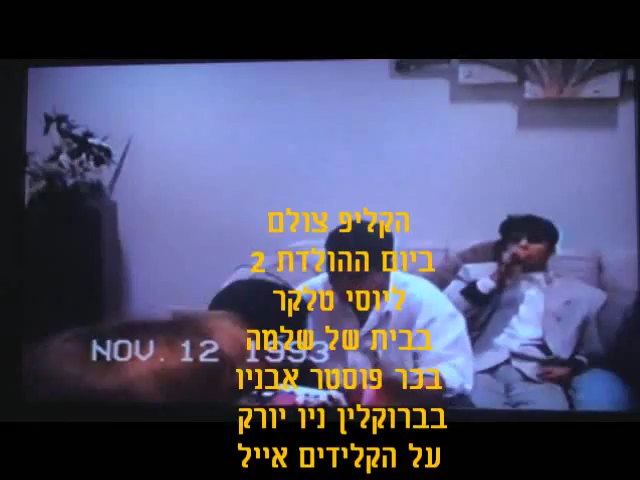 הקליפ צולם
ביום ההולדת 2
ליוסי טלקר
בבית של שלמה
NOV. 12 1993
בכר פוסטר אבניו
בברוקלין ניו יורק
על הקלידים אייל